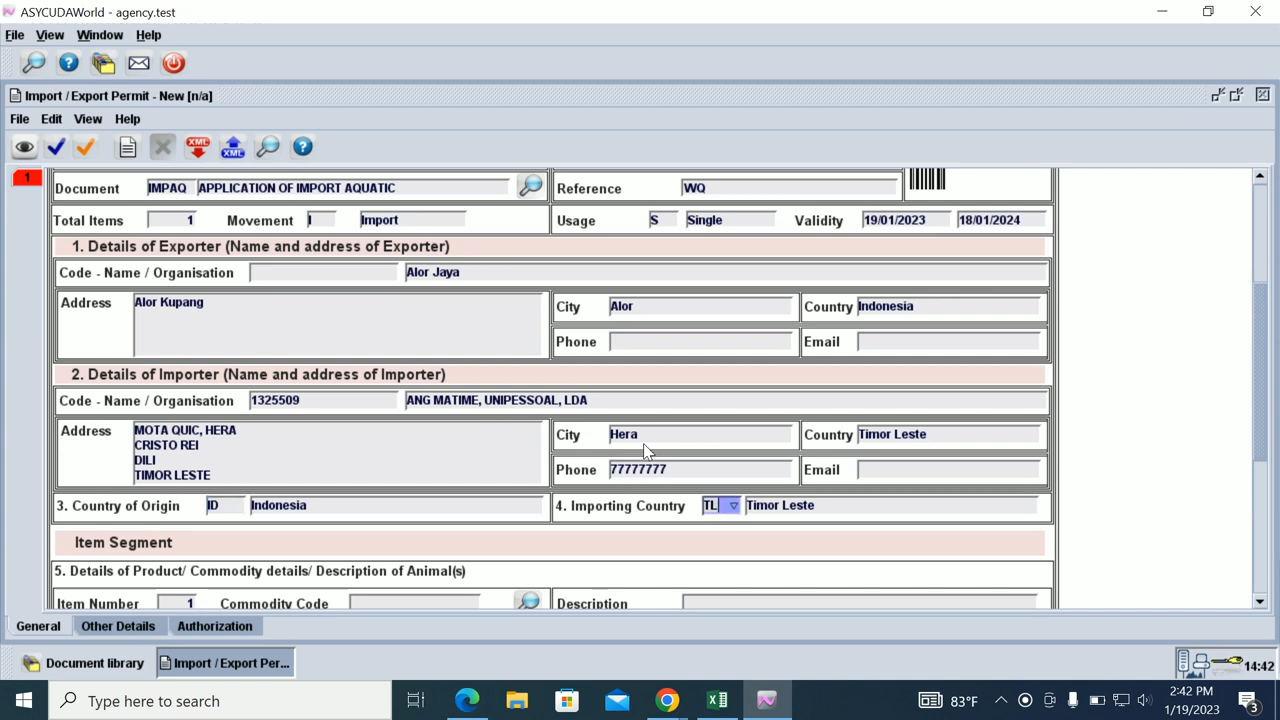 ASYCUDAWorld - agency.test
File View Window Help
Import / Export Permit - New [n/a]
File Edit View Help
XML XML
1
Document IMPAQ APPLICATION OF IMPORT AQUATIC Reference WQ
Total Items 1 Movement I Import Usage S Single Validity 19/01/2023 18/01/2024
1. Details of Exporter (Name and address of Exporter)
Code - Name / Organisation Alor Jaya
Address Alor Kupang City Alor Country Indonesia
Phone Email
2. Details of Importer (Name and address of Importer)
Code - Name / Organisation 1325509 ANG MATIME, UNIPESSOAL, LDA
Address MOTA QUIC, HERA City Hera Country Timor Leste
CRISTO REI
DILI Phone 77777777 Email
TIMOR LESTE
3. Country of Origin ID Indonesia 4. Importing Country TL Timor Leste
Item Segment
5. Details of Product/ Commodity details/ Description of Animal(s)
Item Number 1 Commodity Code Description
General Other Details Authorization
Document library Import / Export Per... 14:42
Type here to search 83°F 2:42 PM
1/19/2023 3